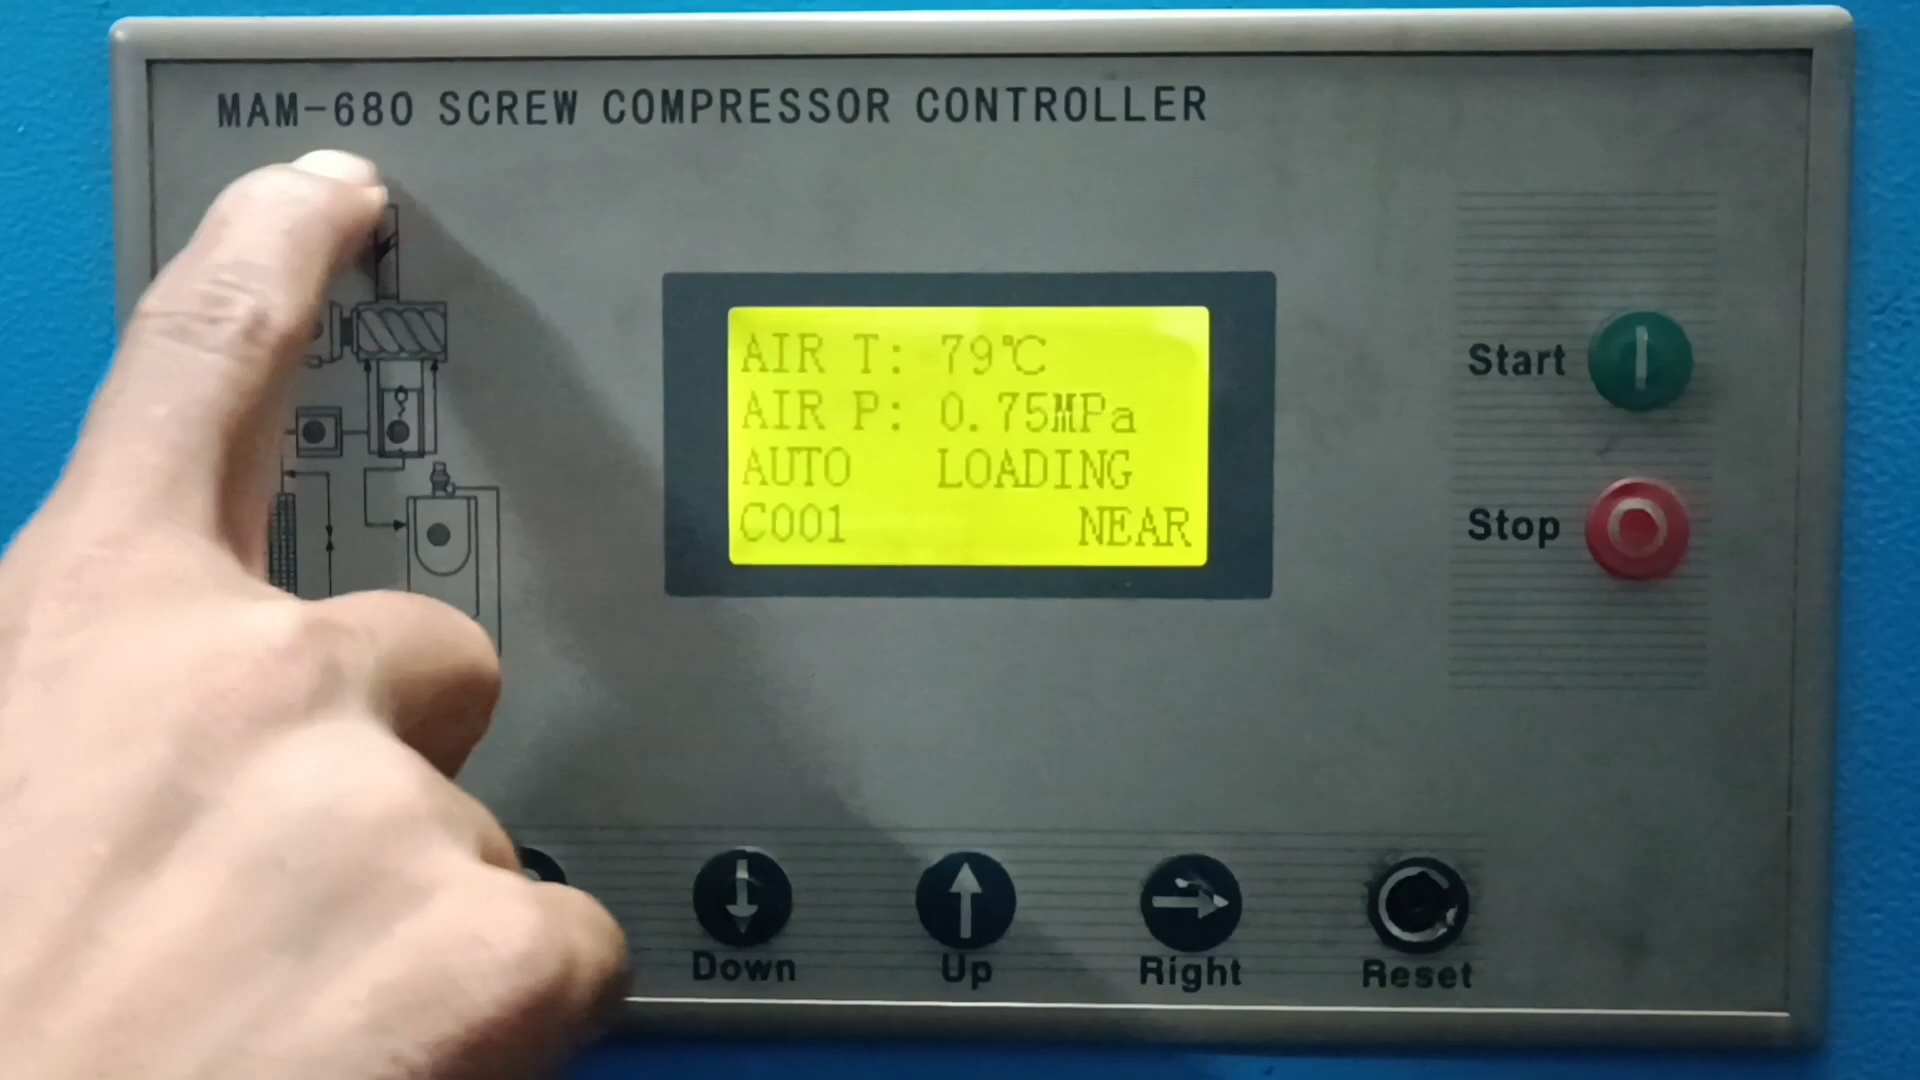 MAM-680 SCREW COMPRESSOR CONTROLLER
AIR T: 79℃
AIR P: 0.75MPa
AUTO LOADING
C001 NEAR
Start
Stop
Down
Up
Right
Reset